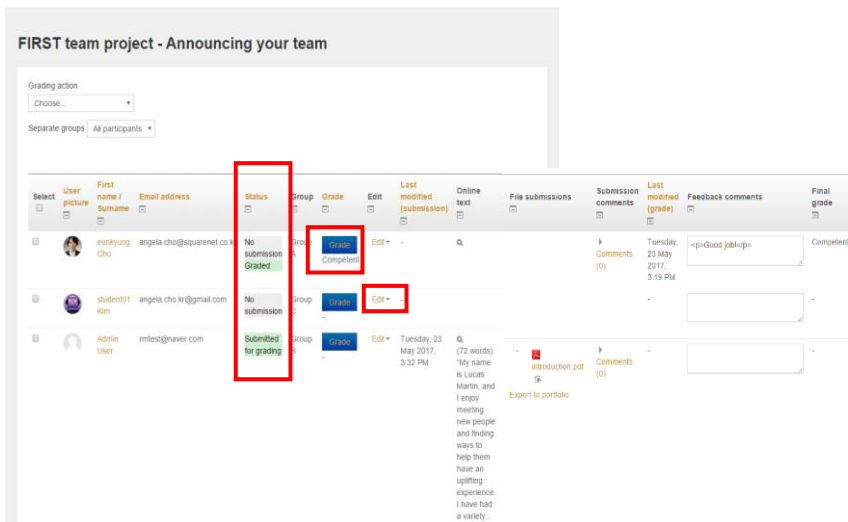 FIRST team project - Announcing your team
Grading action
Choose...
Separate groups All participants
Select User picture First name / Surname Email address Status Group Grade Edit Last modified (submission) Online text File submissions Submission comments Last modified (grade) Feedback comments Final grade
eunkyung Cho angela.cho@squarenet.co.k No submission Graded Group A Grade Competent Edit - Comments (0) Tuesday, 23 May 2017, 3:19 PM <p>Good job!</p> Competent
student01 Kim angela.cho.kr@gmail.com No submission Group C Grade - Edit - - -
Admin User rmtest@naver.com Submitted for grading Group B Grade - Edit Tuesday, 23 May 2017, 3:32 PM
(72 words)
"My name
is Lucas
Martin, and
I enjoy
meeting
new people
and finding
ways to
help them
have an
uplifting
experience.
I have had
a variety...
introduction.pdf
Export to portfolio
Comments (0) - -